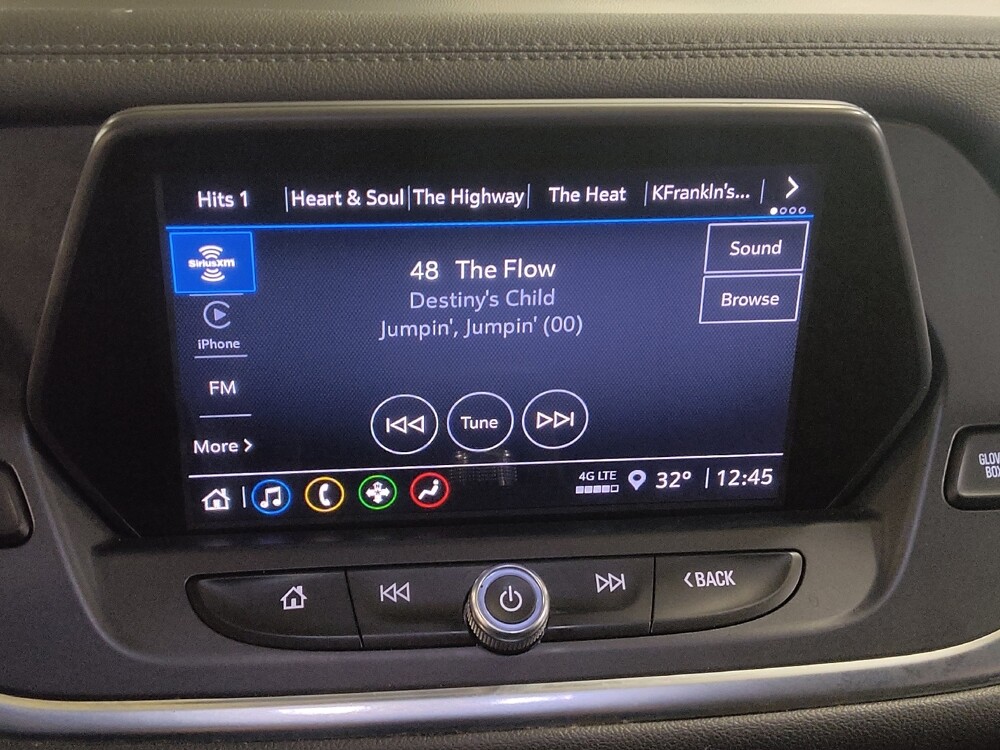 Hits 1 Heart & Soul The Highway The Heat KFrankln's...
SiriusXM
Sound
48 The Flow
Destiny's Child
Browse
Jumpin', Jumpin' (00)
iPhone
FM
Tune
More
4G LTE 32° 12:45
GLOV
BOX
BACK